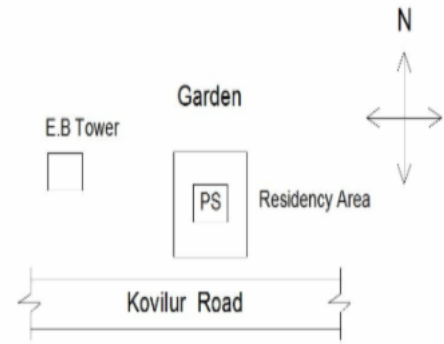 N
Garden
E.B Tower
PS
Residency Area
Kovilur Road